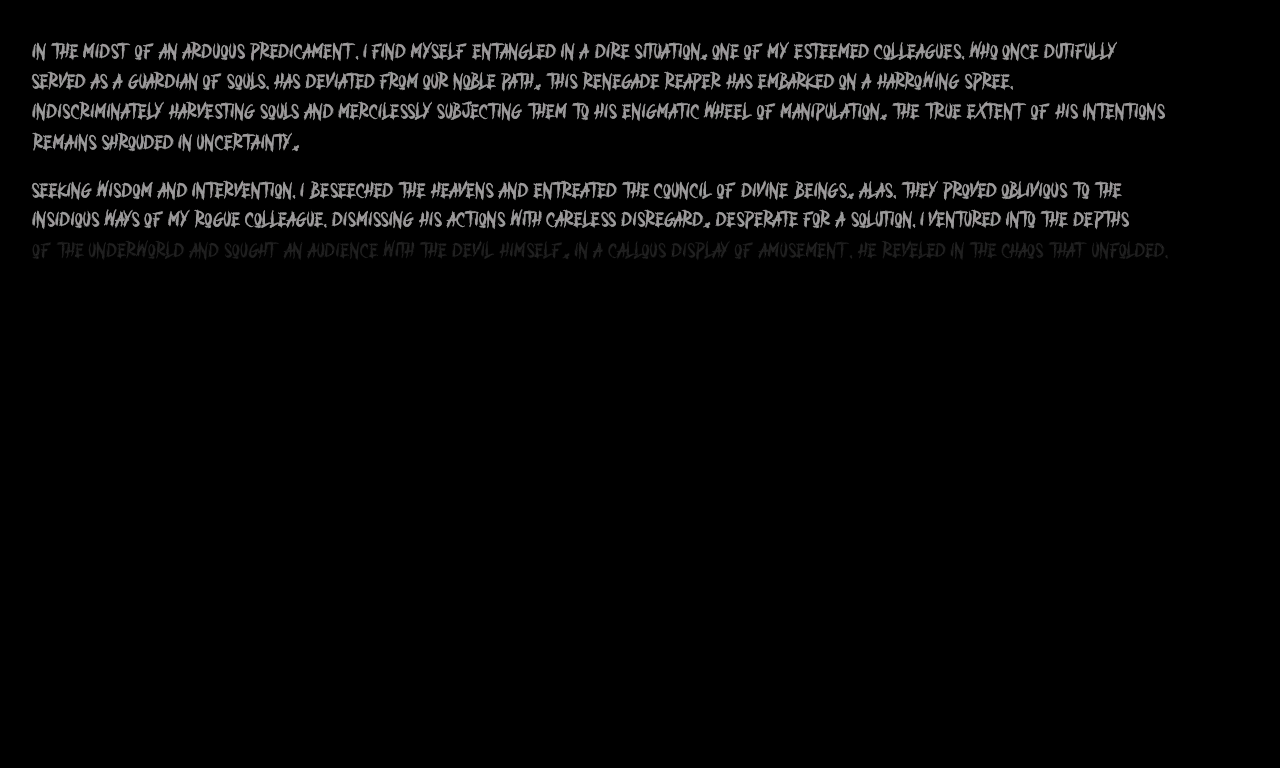 IN THE MIDST OF AN ARDUOUS PREDICAMENT, I FIND MYSELF ENTANGLED IN A DIRE SITUATION. ONE OF MY ESTEEMED COLLEAGUES, WHO ONCE DUTIFULLY
SERVED AS A GUARDIAN OF SOULS, HAS DEVIATED FROM OUR NOBLE PATH. THIS RENEGADE REAPER HAS EMBARKED ON A HARROWING SPREE,
INDISCRIMINATELY HARVESTING SOULS AND MERCILESSLY SUBJECTING THEM TO HIS ENIGMATIC WHEEL OF MANIPULATION. THE TRUE EXTENT OF HIS INTENTIONS
REMAINS SHROUDED IN UNCERTAINTY.
SEEKING WISDOM AND INTERVENTION, I BESEECHED THE HEAVENS AND ENTREATED THE COUNCIL OF DIVINE BEINGS. ALAS, THEY PROVED OBLIVIOUS TO THE
INSIDIOUS WAYS OF MY ROGUE COLLEAGUE, DISMISSING HIS ACTIONS WITH CARELESS DISREGARD. DESPERATE FOR A SOLUTION, I VENTURED INTO THE DEPTHS
OF THE UNDERWORLD AND SOUGHT AN AUDIENCE WITH THE DEVIL HIMSELF. IN A CALLOUS DISPLAY OF AMUSEMENT, HE REVELED IN THE CHAOS THAT UNFOLDED,